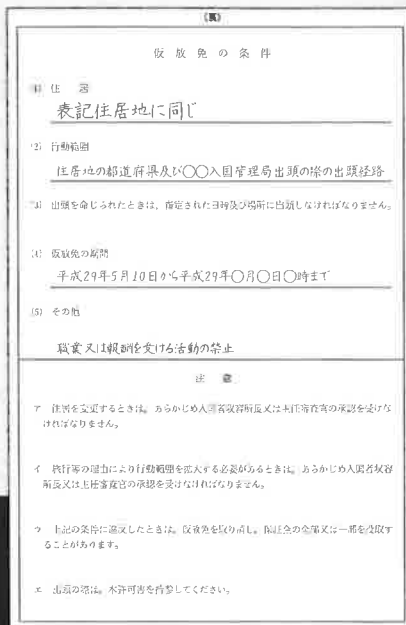 (裏)
仮放免の条件
(1) 住居
表記住居地に同じ
(2) 行動範囲
住居地の都道府県及び〇〇入国管理局出頭の際の出頭経路
(3) 出頭を命じられたときは、指定された日時及び場所に出頭しなければなりません。
(4) 仮放免の期間
平成29年5月10日から平成29年〇月〇日〇時まで
(5) その他
職業又は報酬を受ける活動の禁止
注意
ア 住居を変更するときは、あらかじめ入国者収容所長又は主任審査官の承認を受けな
ければなりません。
イ 旅行等の理由により行動範囲を拡大する必要があるときは、あらかじめ入国者収容
所長又は主任審査官の承認を受けなければなりません。
ウ 上記の条件に違反したときは、仮放免を取り消し、保証金の全部又は一部を没取す
ることがあります。
エ 出頭の際は、本許可書を持参してください。